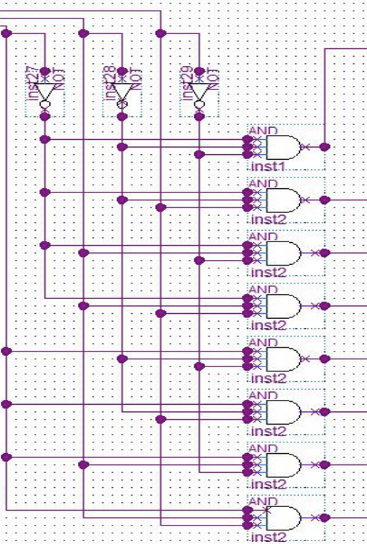 inst27
NOT
inst28
NOT
inst29
NOT
AND
inst1
AND
inst2
AND
inst2
AND
inst2
AND
inst2
AND
inst2
AND
inst2
AND
inst2